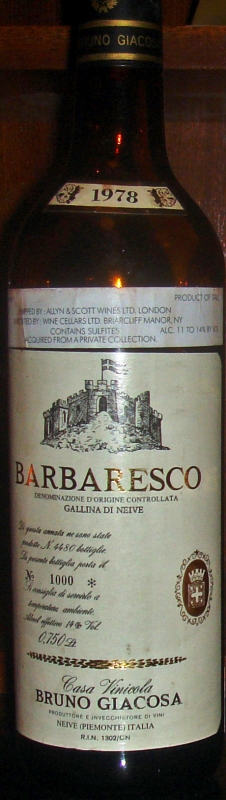 BRUNO GIACOSA
1978
PRODUCT OF
SHIPPED BY: ALLYN & SCOTT WINES LTD. LONDON
IMPORTED BY: WINE CELLARS LTD. BRIARCLIFF MANOR, NY
CONTAINS SULFITES ALC. 11 TO 14% BY VOL
ACQUIRED FROM A PRIVATE COLLECTION.
BARBARESCO
DENOMINAZIONE D'ORIGINE CONTROLLATA
GALLINA DI NEIVE
Di questa annata ne sono state
prodotte N. 4480 bottiglie.
La presente bottiglia porta il
No 1000 *
Si consiglia di servirlo a
temperatura ambiente.
Alcool effettivo 14% Vol.
0,750 Lt
Casa Vinicola
BRUNO GIACOSA
PRODUTTORE E INVECCHIATORE DI VINI
NEIVE (PIEMONTE) ITALIA
R.I.N. 1302/CN